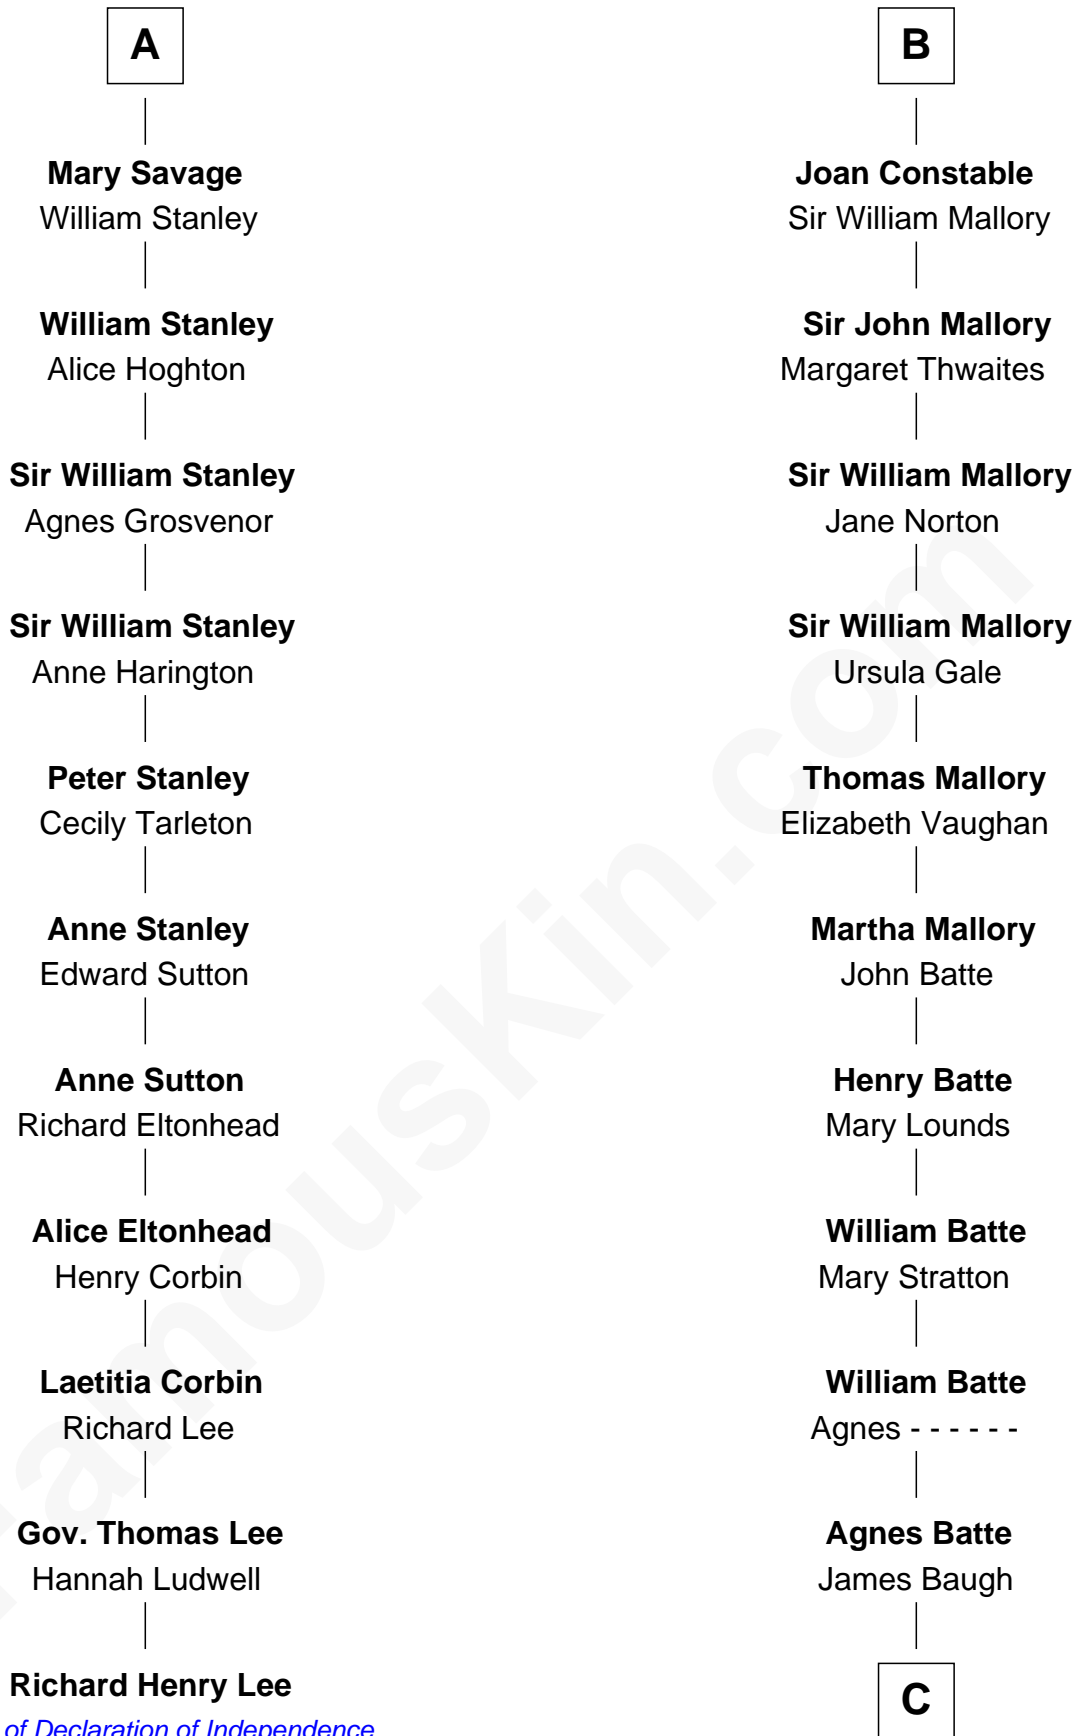 A
Mary Savage
William Stanley
William Stanley
Alice Hoghton
Sir William Stanley
Agnes Grosvenor
Sir William Stanley
Anne Harington
Peter Stanley
Cecily Tarleton
Anne Stanley
Edward Sutton
Anne Sutton
Richard Eltonhead
Alice Eltonhead
Henry Corbin
Laetitia Corbin
Richard Lee
Gov. Thomas Lee
Hannah Ludwell
Richard Henry Lee
of Declaration of Independence
B
Joan Constable
Sir William Mallory
Sir John Mallory
Margaret Thwaites
Sir William Mallory
Jane Norton
Sir William Mallory
Ursula Gale
Thomas Mallory
Elizabeth Vaughan
Martha Mallory
John Batte
Henry Batte
Mary Lounds
William Batte
Mary Stratton
William Batte
Agnes - - - - - -
Agnes Batte
James Baugh
C
FamousKin.com